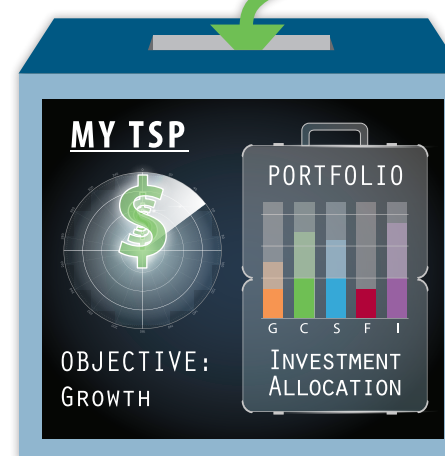 MY TSP
$
OBJECTIVE:
GROWTH
PORTFOLIO
G C S F I
INVESTMENT
ALLOCATION